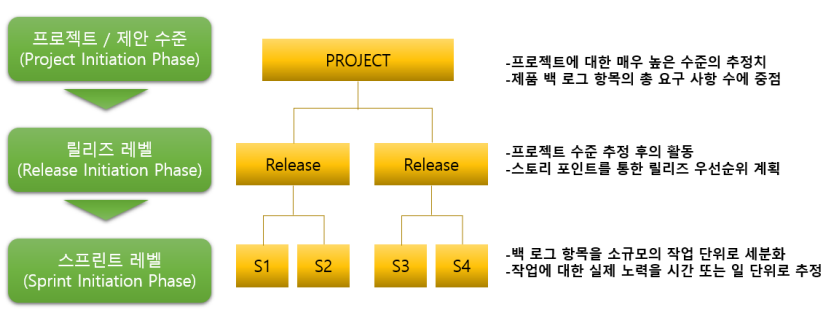 프로젝트 / 제안 수준
(Project Initiation Phase)
PROJECT
-프로젝트에 대한 매우 높은 수준의 추정치
-제품 백 로그 항목의 총 요구 사항 수에 중점
릴리즈 레벨
(Release Initiation Phase)
Release
Release
-프로젝트 수준 추정 후의 활동
-스토리 포인트를 통한 릴리즈 우선순위 계획
스프린트 레벨
(Sprint Initiation Phase)
S1
S2
S3
S4
-백 로그 항목을 소규모의 작업 단위로 세분화
-작업에 대한 실제 노력을 시간 또는 일 단위로 추정